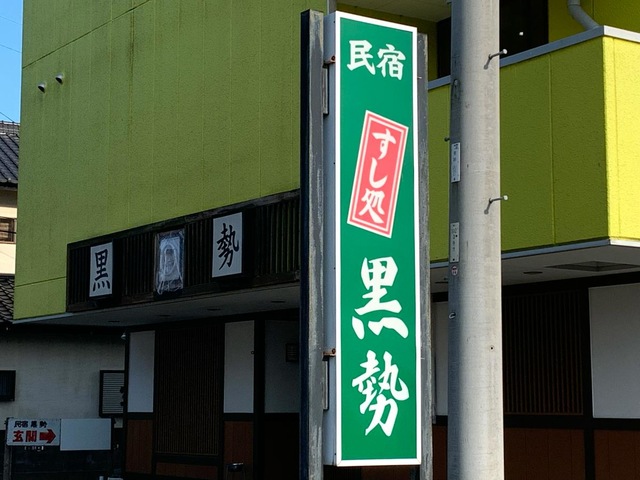 民宿
すし処
黒勢
黒 勢
民宿 黒勢
玄関